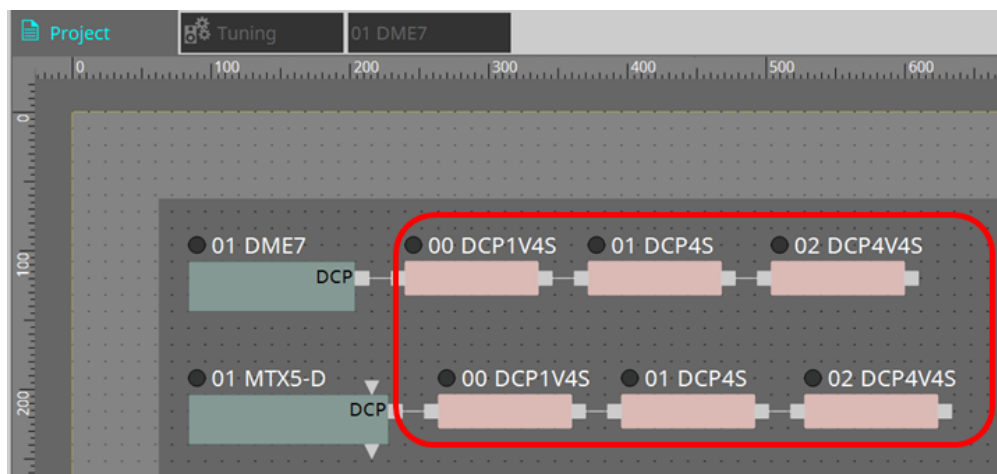 Project
Tuning
01 DME7
0 100 200 300 400 500 600
0
100
200
01 DME7
DCP
00 DCP1V4S
01 DCP4S
02 DCP4V4S
01 MTX5-D
DCP
00 DCP1V4S
01 DCP4S
02 DCP4V4S